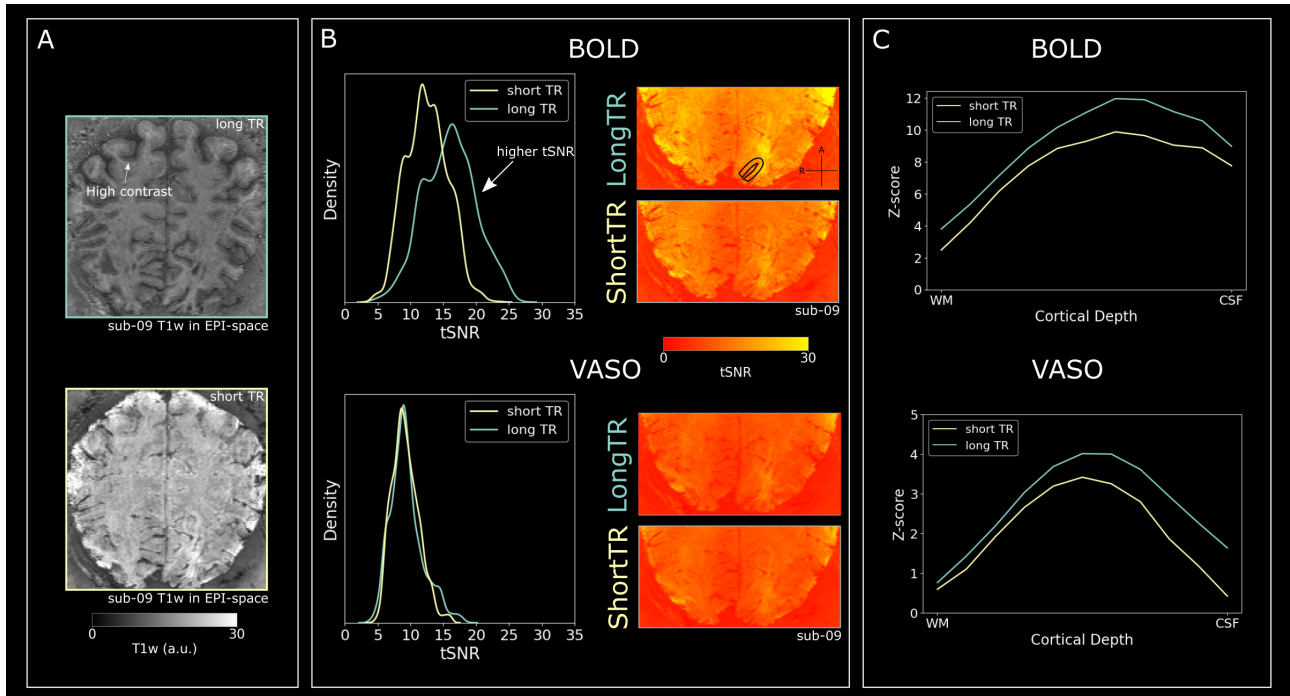 A
long TR
High contrast
sub-09 T1w in EPI-space
short TR
sub-09 T1w in EPI-space
0 30
T1w (a.u.)
B
BOLD
short TR
long TR
higher tSNR
Density
0 5 10 15 20 25 30 35
tSNR
LongTR
A
R
ShortTR
sub-09
0 30
tSNR
VASO
short TR
long TR
Density
0 5 10 15 20 25 30 35
tSNR
LongTR
ShortTR
sub-09
C
BOLD
short TR
long TR
12
10
8
6
4
2
0
Z-score
WM CSF
Cortical Depth
VASO
short TR
long TR
5
4
3
2
1
0
Z-score
WM CSF
Cortical Depth